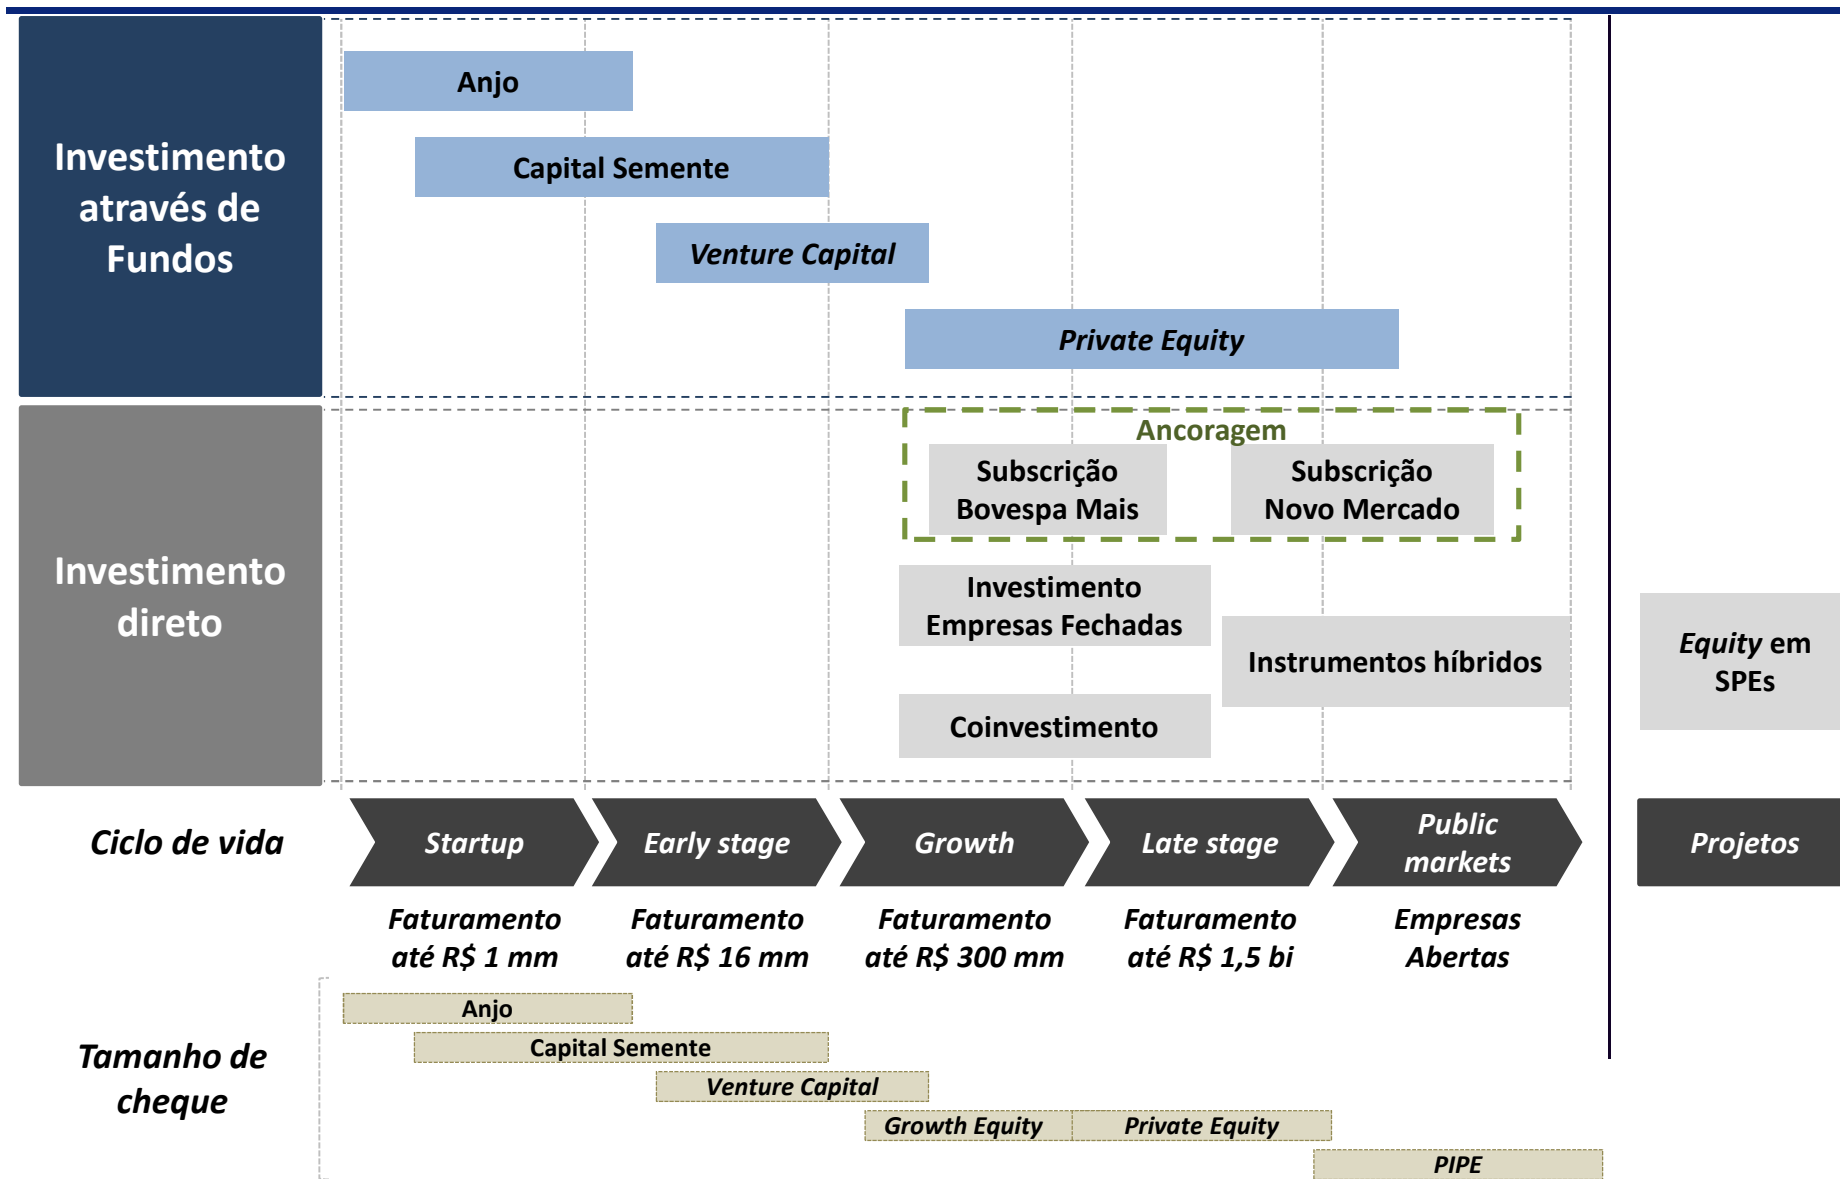 Investimento
através de
Fundos
Anjo
Capital Semente
Venture Capital
Private Equity
Investimento
direto
Ancoragem
Subscrição
Bovespa Mais
Subscrição
Novo Mercado
Investimento
Empresas Fechadas
Instrumentos híbridos
Coinvestimento
Equity em
SPEs
Ciclo de vida
Startup
Early stage
Growth
Late stage
Public
markets
Projetos
Faturamento
até R$ 1 mm
Faturamento
até R$ 16 mm
Faturamento
até R$ 300 mm
Faturamento
até R$ 1,5 bi
Empresas
Abertas
Tamanho de
cheque
Anjo
Capital Semente
Venture Capital
Growth Equity
Private Equity
PIPE